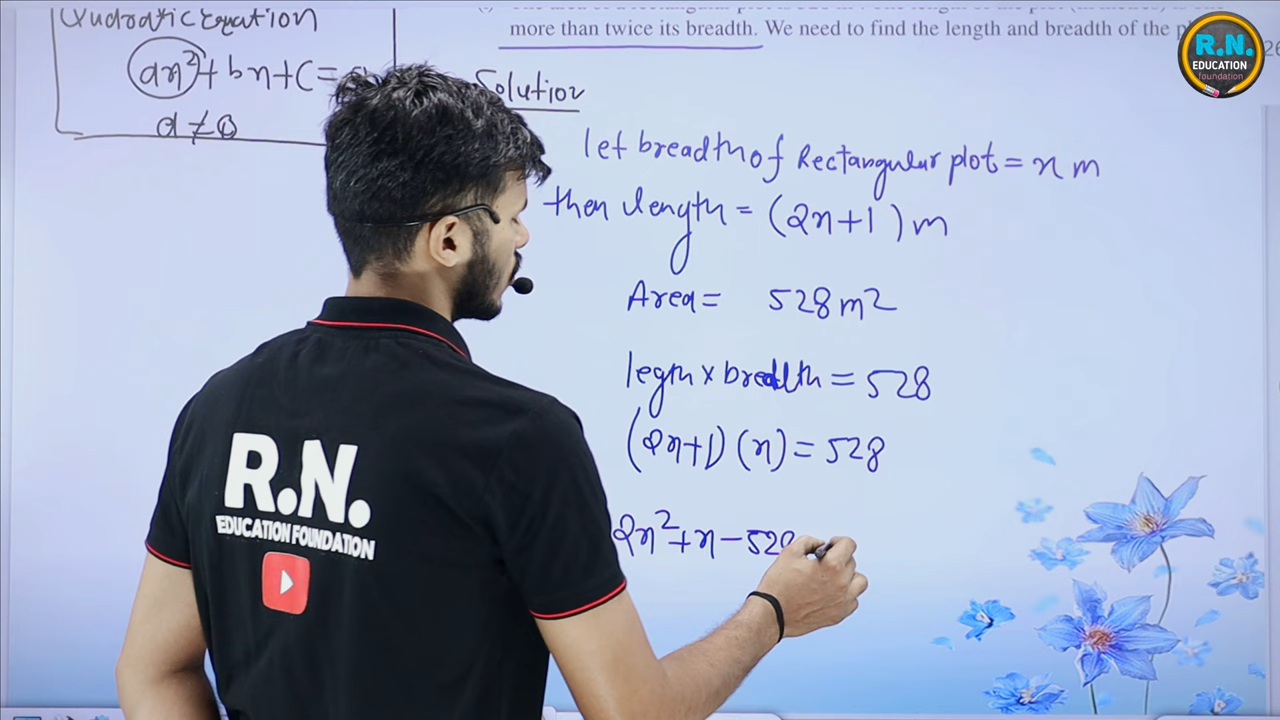 Quadratic Equation
ax²+bx+c=
a≠0
more than twice its breadth. We need to find the length and breadth of the
R.N.
EDUCATION
foundation
Solution
let breadth of Rectangular plot = x m
then length = (2x+1) m
Area = 528 m²
legth × breadth = 528
(2x+1) (x) = 528
2x²+x-528
R.N.
EDUCATION FOUNDATION